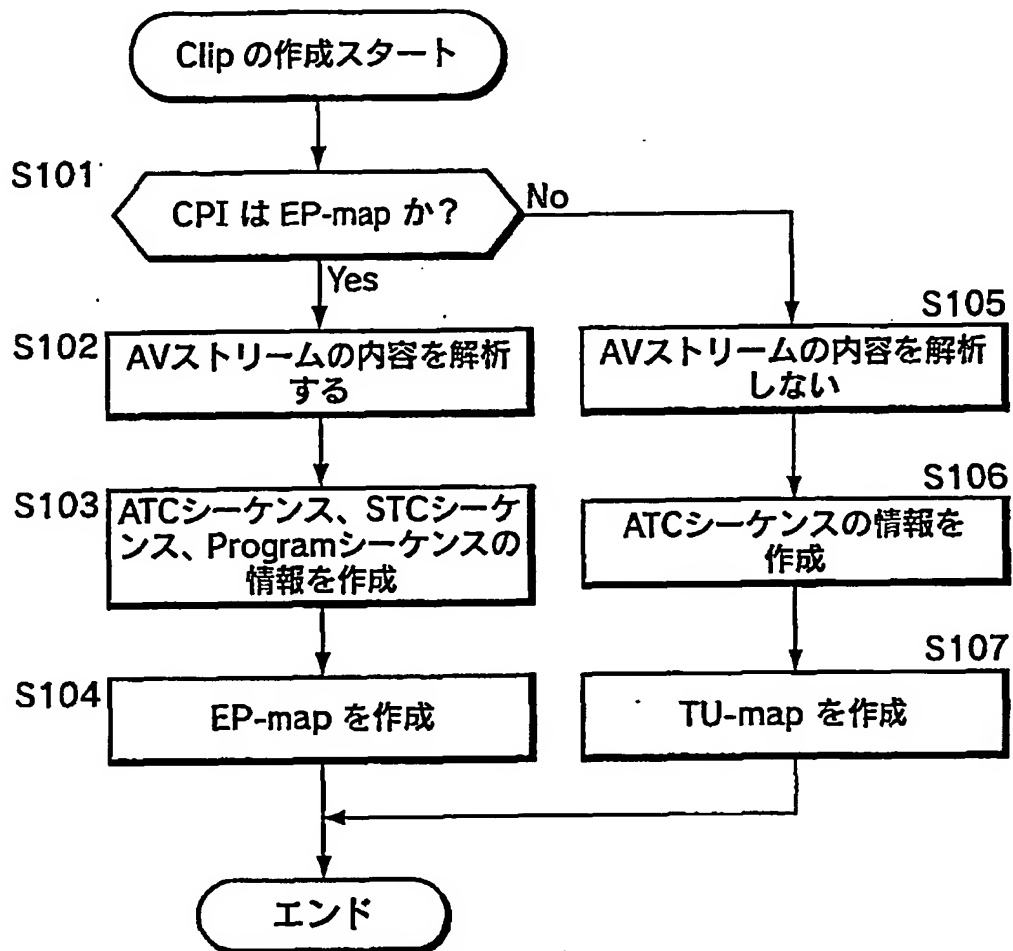 Clip の作成スタート
S101
CPI は EP-map か？
No
Yes
S102
AVストリームの内容を解析
する
S103
ATCシーケンス、STCシーケ
ンス、Programシーケンスの
情報を作成
S104
EP-map を作成
S105
AVストリームの内容を解析
しない
S106
ATCシーケンスの情報を
作成
S107
TU-map を作成
エンド